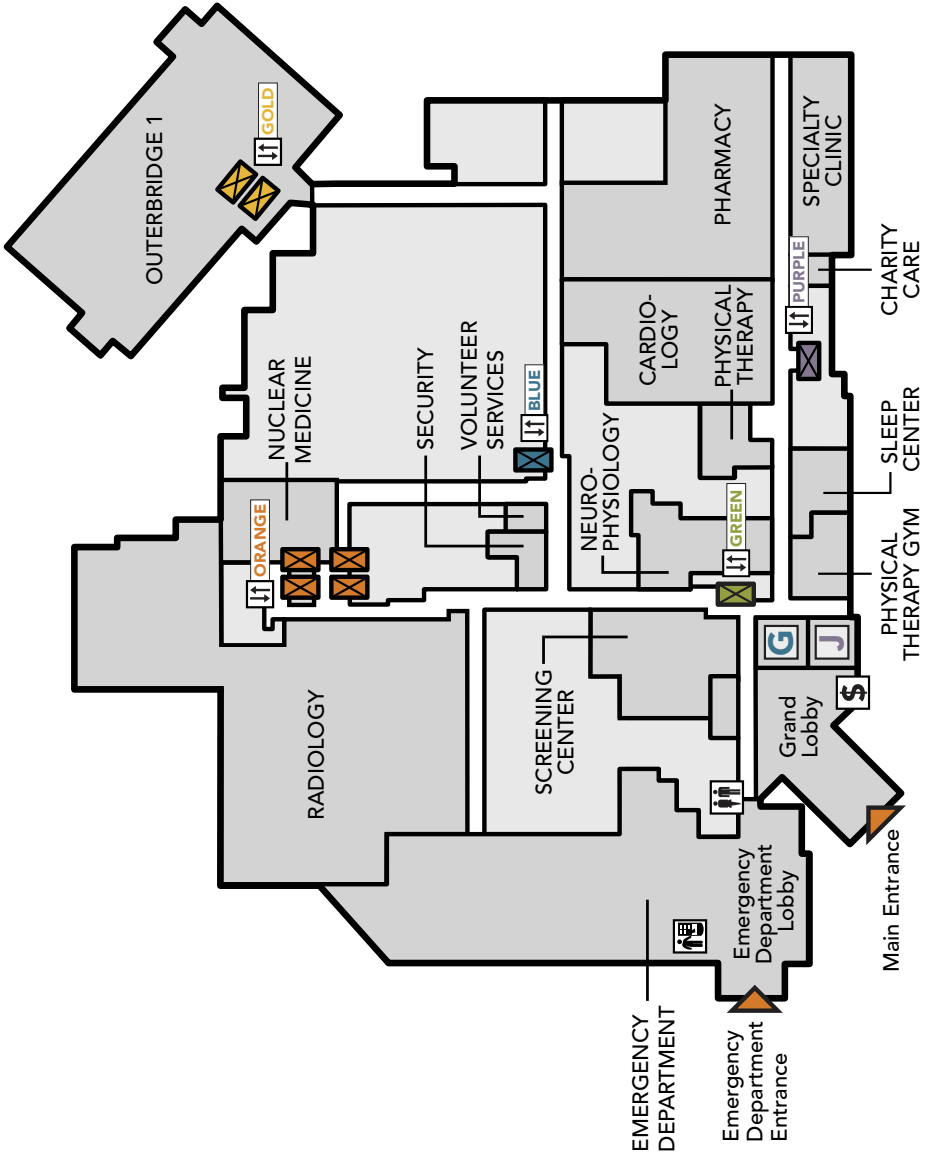 OUTERBRIDGE 1
GOLD
ORANGE
NUCLEAR
MEDICINE
RADIOLOGY
SECURITY
VOLUNTEER
SERVICES
BLUE
SCREENING
CENTER
NEURO-
PHYSIOLOGY
CARDIO-
LOGY
PHYSICAL
THERAPY
PHARMACY
EMERGENCY
DEPARTMENT
GREEN
Emergency
Department
Entrance
Emergency
Department
Lobby
Grand
Lobby
G
J
$
PURPLE
SPECIALTY
CLINIC
Main Entrance
PHYSICAL
THERAPY GYM
SLEEP
CENTER
CHARITY
CARE